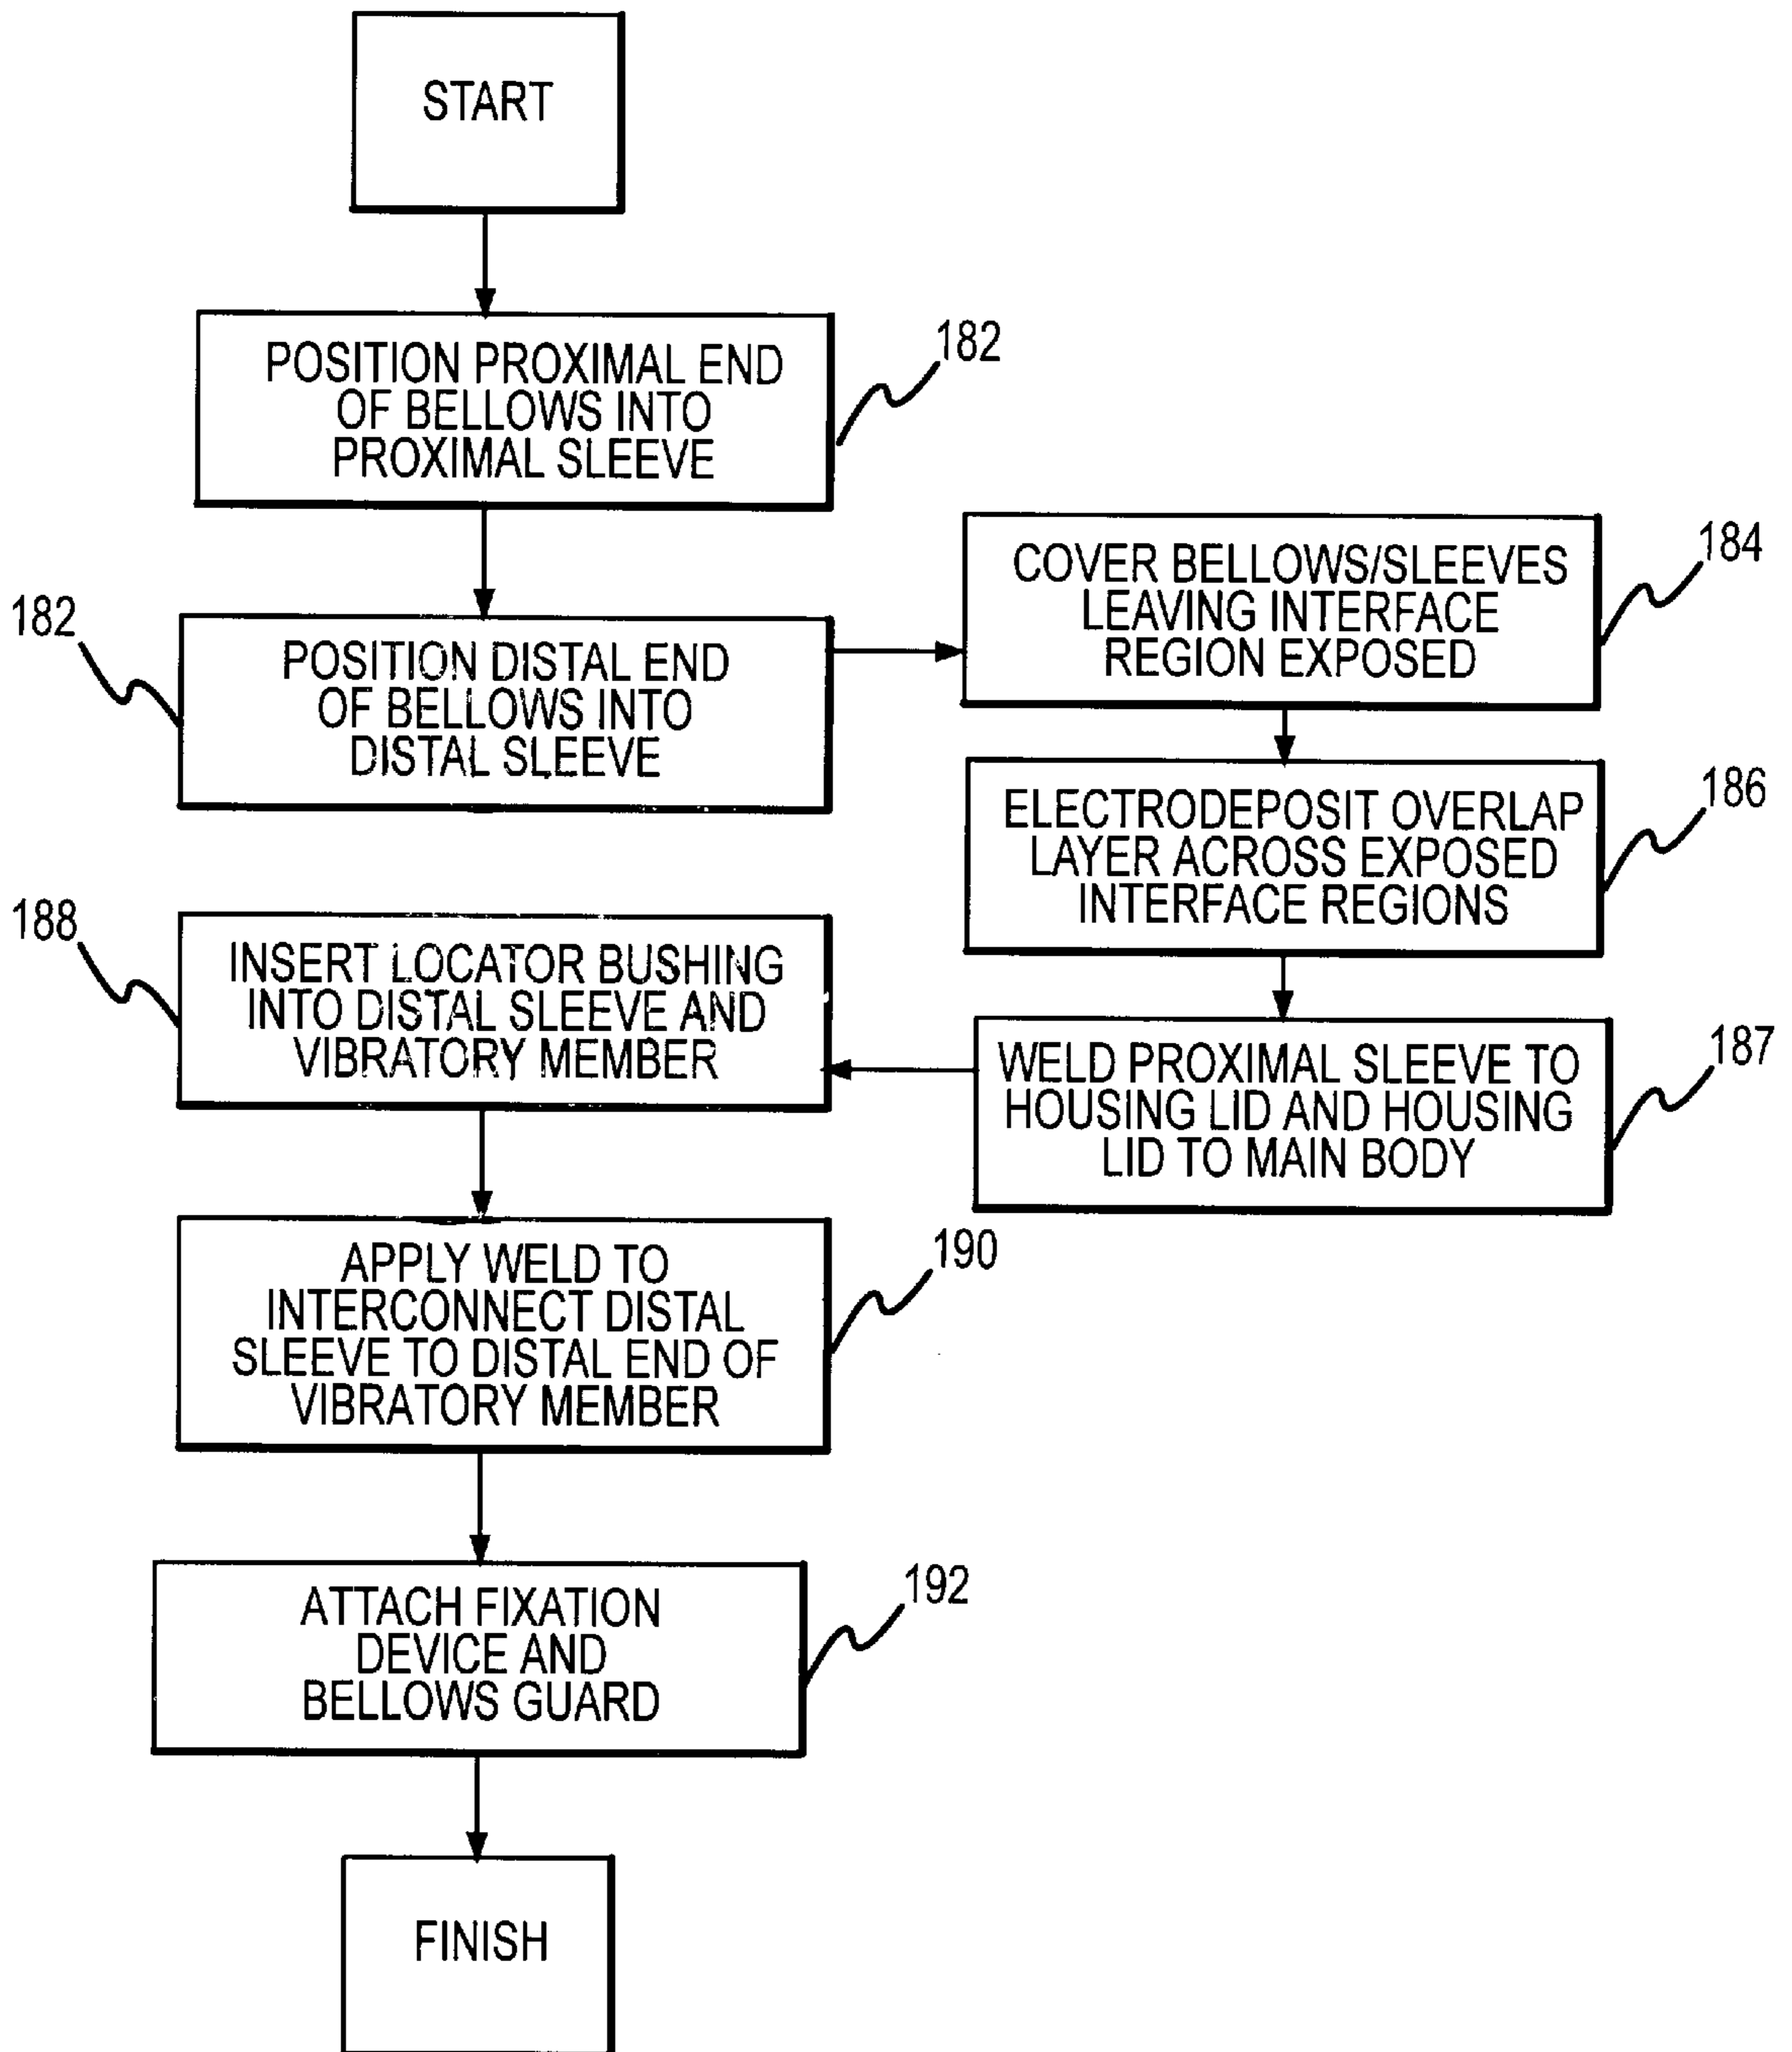 START
POSITION PROXIMAL END
OF BELLOWS INTO
PROXIMAL SLEEVE
182
POSITION DISTAL END
OF BELLOWS INTO
DISTAL SLEEVE
182
COVER BELLOWS/SLEEVES
LEAVING INTERFACE
REGION EXPOSED
184
ELECTRODEPOSIT OVERLAP
LAYER ACROSS EXPOSED
INTERFACE REGIONS
186
WELD PROXIMAL SLEEVE TO
HOUSING LID AND HOUSING
LID TO MAIN BODY
187
INSERT LOCATOR BUSHING
INTO DISTAL SLEEVE AND
VIBRATORY MEMBER
188
APPLY WELD TO
INTERCONNECT DISTAL
SLEEVE TO DISTAL END OF
VIBRATORY MEMBER
190
ATTACH FIXATION
DEVICE AND
BELLOWS GUARD
192
FINISH